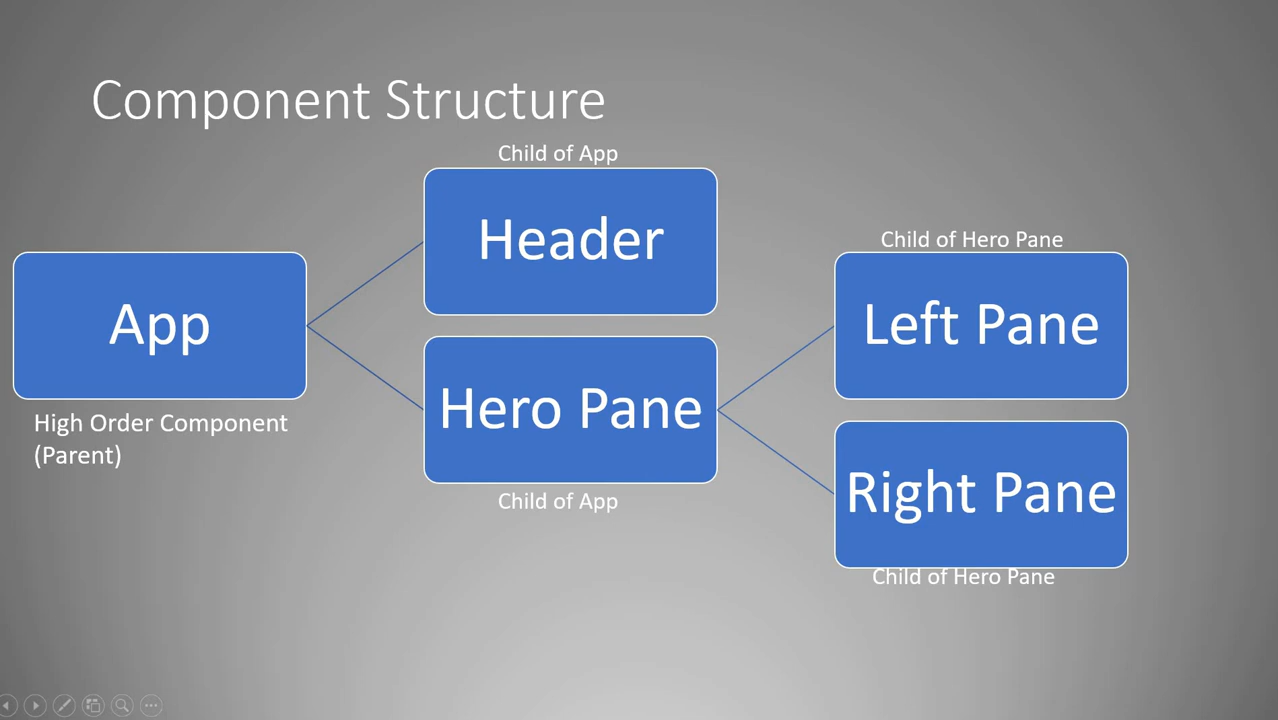 Component Structure
Child of App
Header
Child of Hero Pane
App
Left Pane
High Order Component
(Parent)
Hero Pane
Child of App
Right Pane
Child of Hero Pane